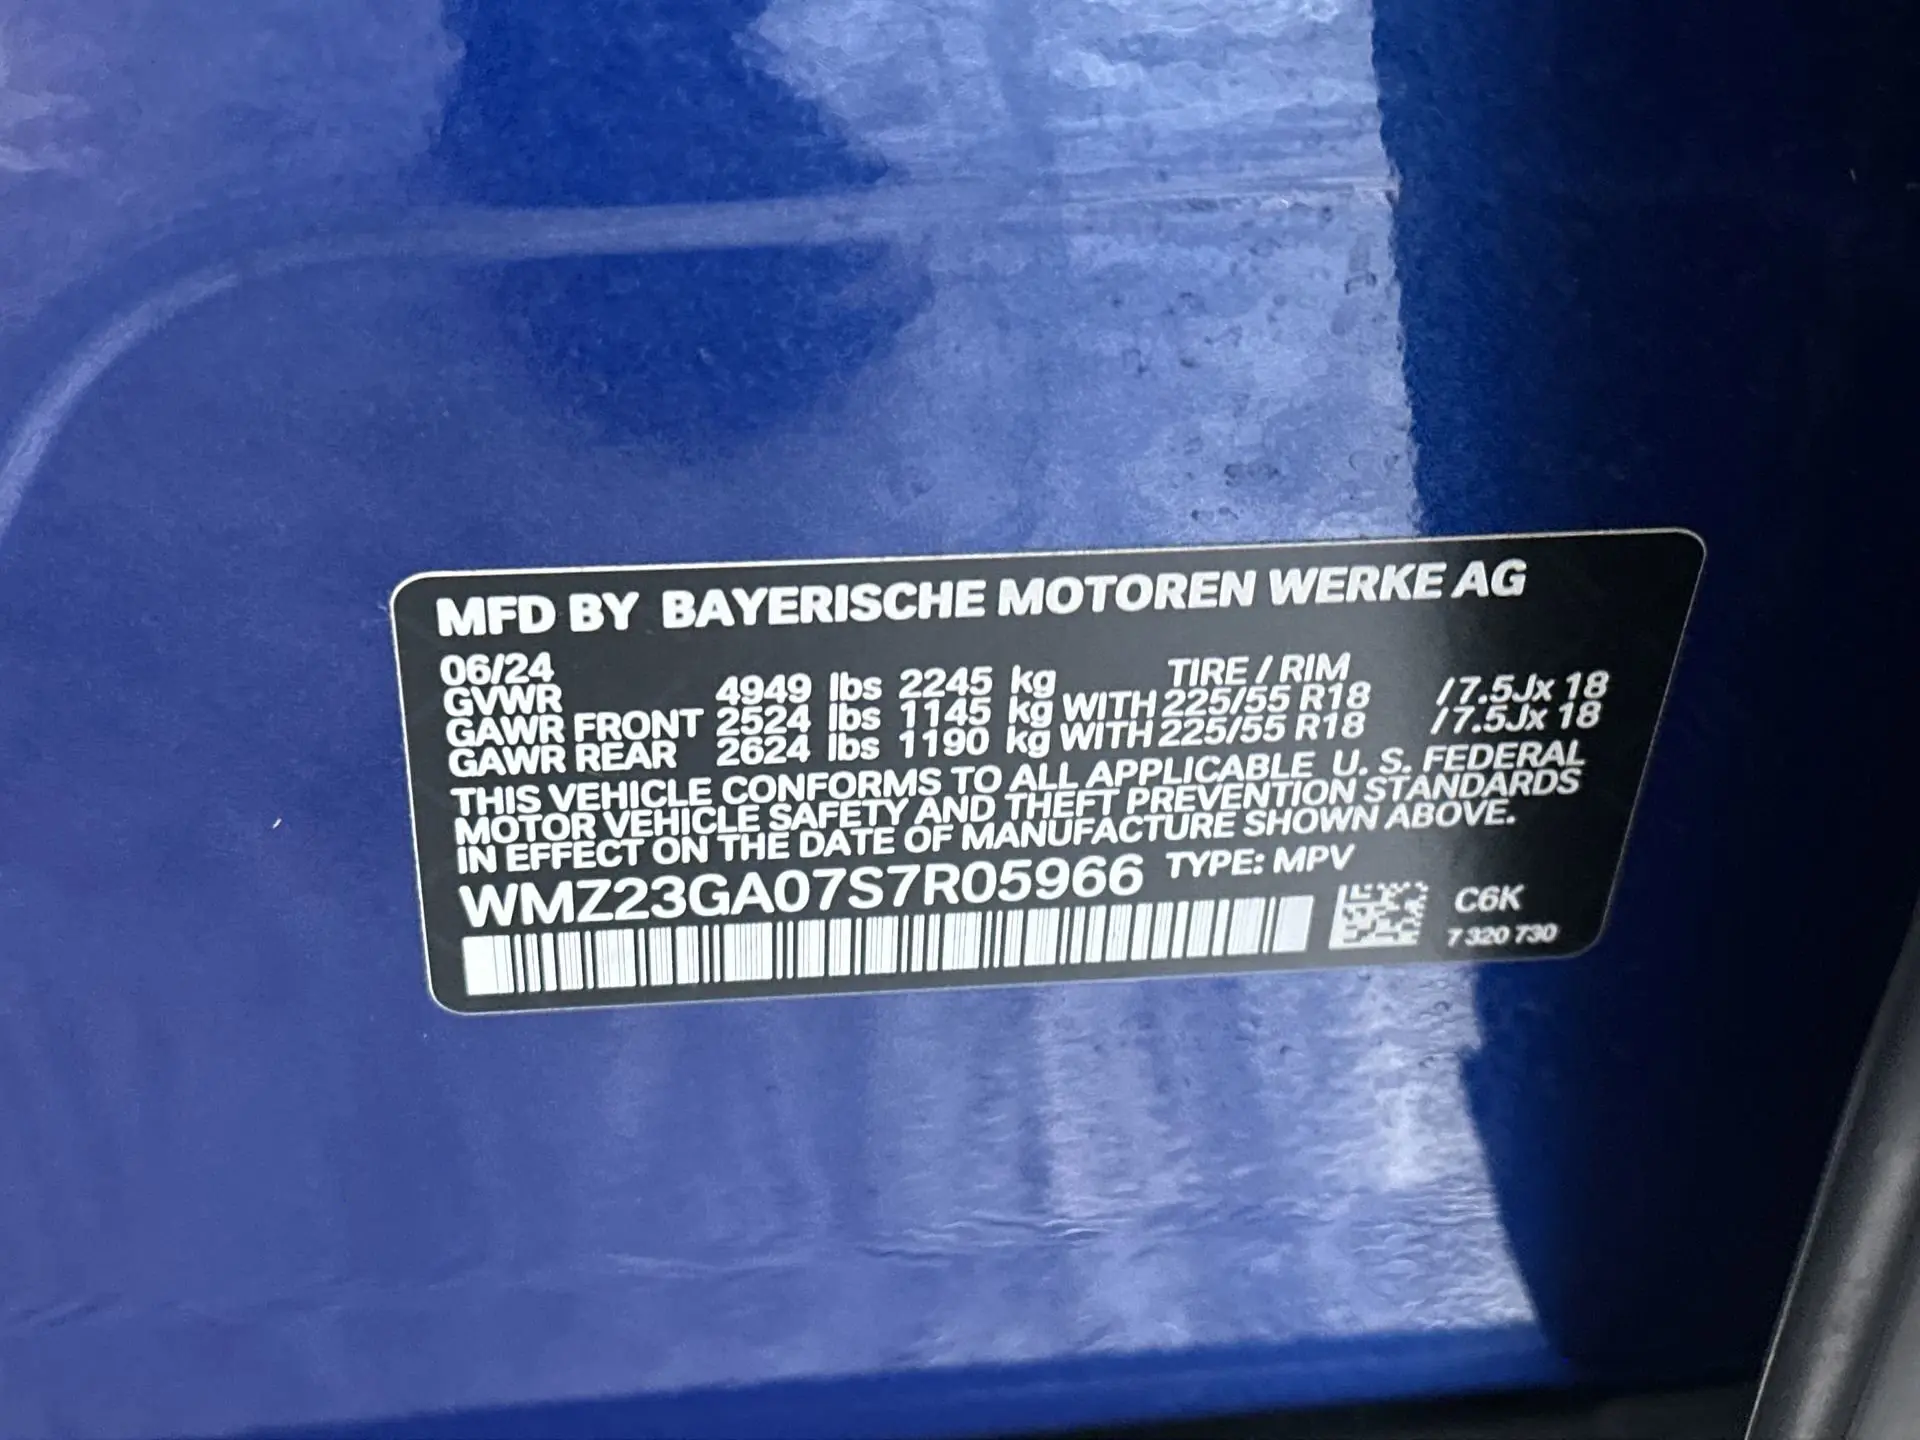 MFD BY BAYERISCHE MOTOREN WERKE AG
06/24 TIRE / RIM
GVWR 4949 lbs 2245 kg
GAWR FRONT 2524 lbs 1145 kg WITH 225/55 R18 /7.5Jx 18
GAWR REAR 2624 lbs 1190 kg WITH 225/55 R18 /7.5Jx 18
THIS VEHICLE CONFORMS TO ALL APPLICABLE U. S. FEDERAL
MOTOR VEHICLE SAFETY AND THEFT PREVENTION STANDARDS
IN EFFECT ON THE DATE OF MANUFACTURE SHOWN ABOVE.
WMZ23GA07S7R05966 TYPE: MPV
C6K
7 320 730